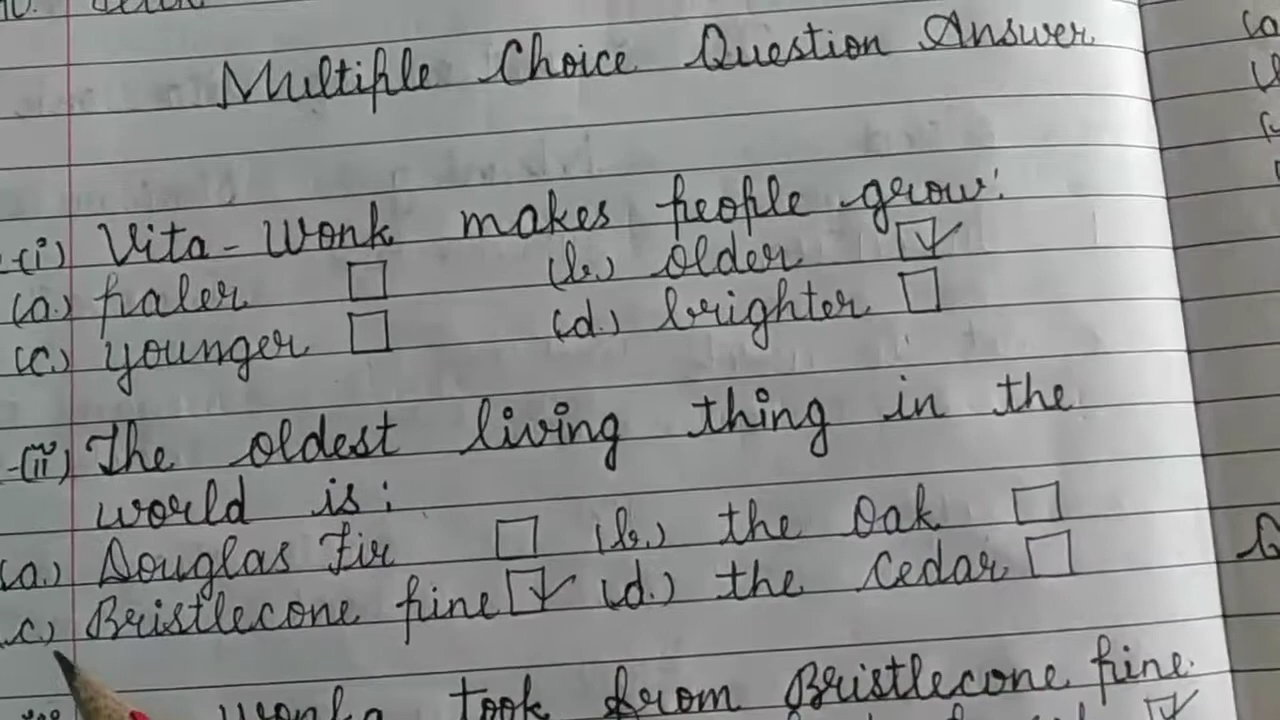 Multiple Choice Question Answer
(i) Vita-Wonk makes people grow:
(a.) paler □ (b.) older ☑
(c.) younger □ (d.) brighter □
(ii) The oldest living thing in the
world is:
(a.) Douglas Fir □ (b.) the Oak □
(c) Bristlecone pine ☑ (d.) the Cedar □
Wonka took from Bristlecone pine